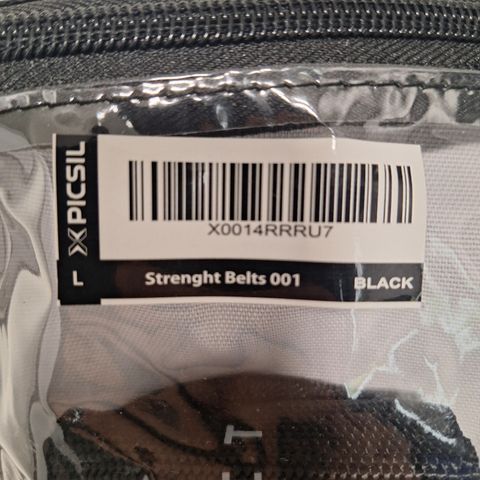 PICSIL
X0014RRRU7
L
Strenght Belts 001
BLACK